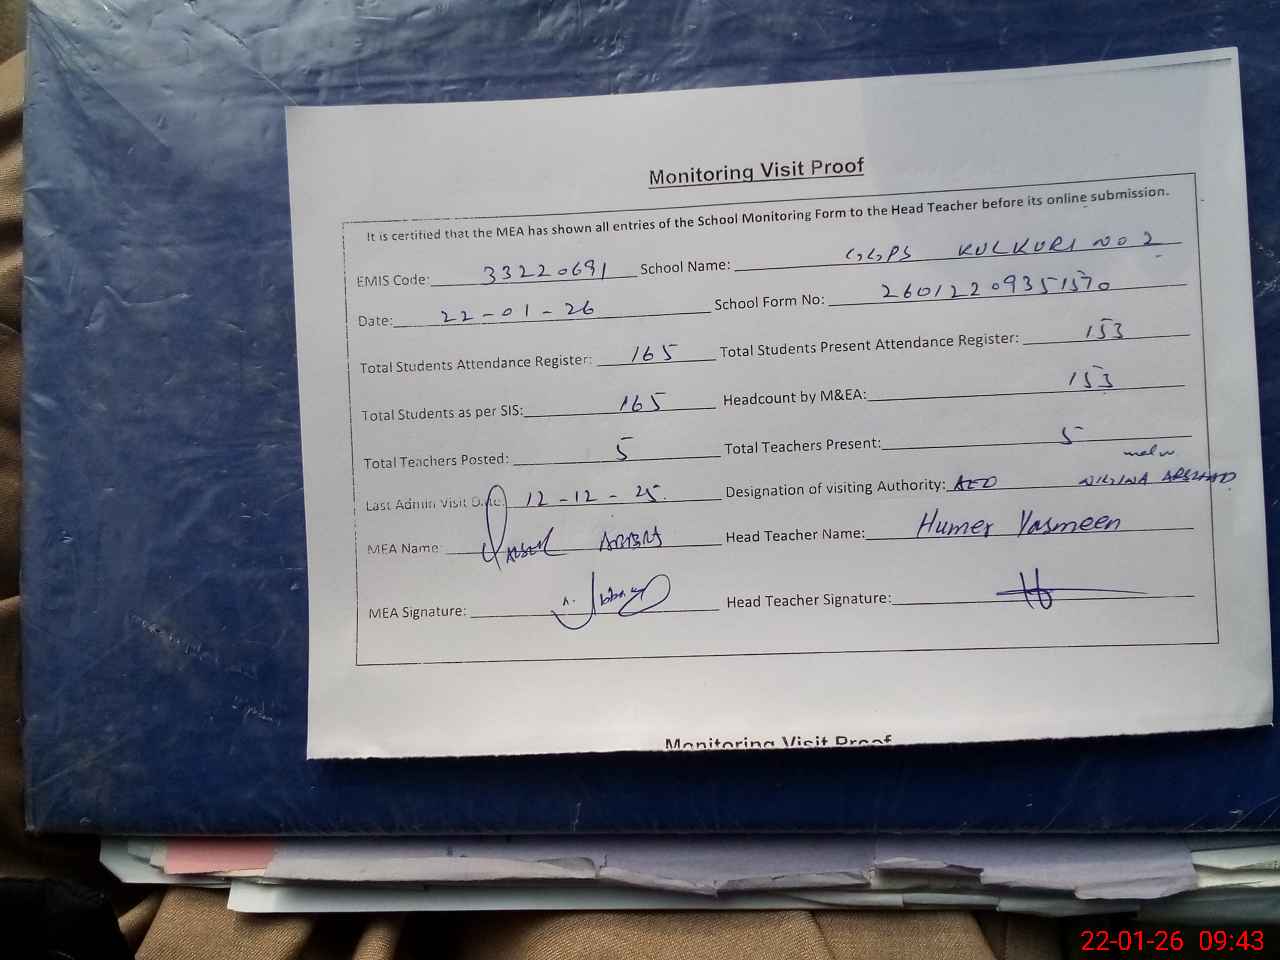 Monitoring Visit Proof
It is certified that the MEA has shown all entries of the School Monitoring Form to the Head Teacher before its online submission.
EMIS Code: 33220691 School Name: GGPS KULKURI NO 2
Date: 22-01-26 School Form No: 26012209351570
Total Students Attendance Register: 165 Total Students Present Attendance Register: 153
Total Students as per SIS: 165 Headcount by M&EA: 153
Total Teachers Posted: 5 Total Teachers Present: 5
Last Admin Visit Date: 12-12-25 Designation of visiting Authority: AEO ARSHAD
MEA Name: Head Teacher Name: Humer Yasmeen
MEA Signature: Head Teacher Signature:
Monitoring Visit Proof
22-01-26 09:43